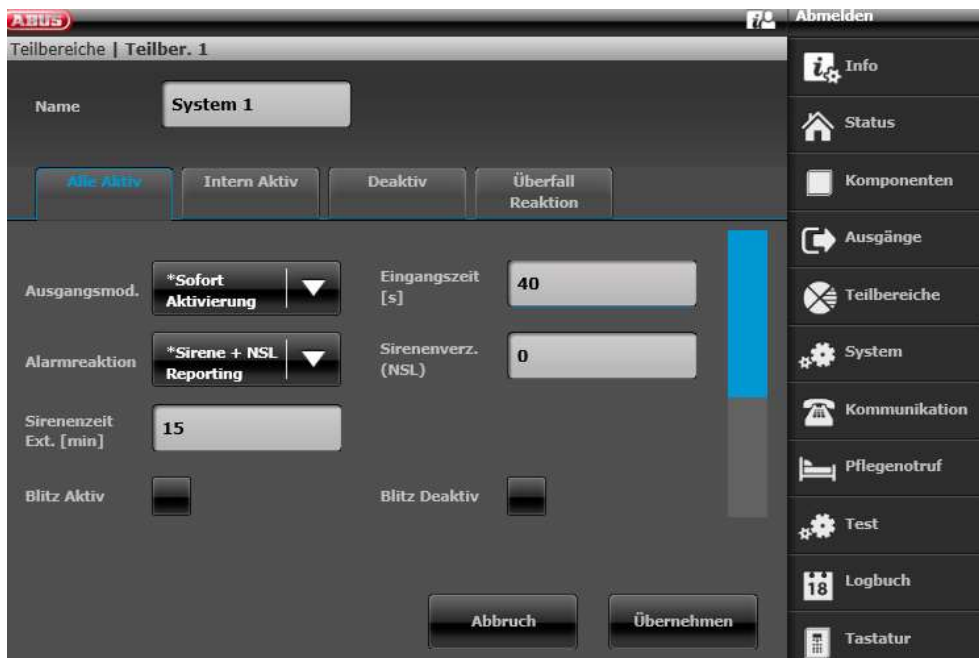 ABUS
Abmelden
Teilbereiche | Teilber. 1
Name
System 1
Alle Aktiv
Intern Aktiv
Deaktiv
Überfall
Reaktion
Ausgangsmod.
*Sofort
Aktivierung
Eingangszeit
[s]
40
Alarmreaktion
*Sirene + NSL
Reporting
Sirenenverz.
(NSL)
0
Sirenenzeit
Ext. [min]
15
Blitz Aktiv
Blitz Deaktiv
Abbruch
Übernehmen
Info
Status
Komponenten
Ausgänge
Teilbereiche
System
Kommunikation
Pflegenotruf
Test
18
Logbuch
Tastatur